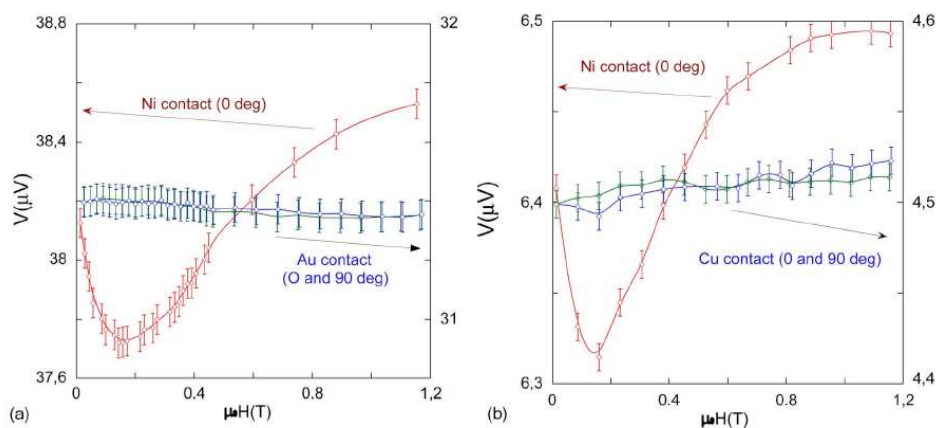 38,8
32
Ni contact (0 deg)
38,4
V(μV)
38
Au contact
(O and 90 deg)
31
37,6
0
0.4
0.8
1,2
(a)
μ₀H(T)
6,5
4,6
Ni contact (0 deg)
6,4
4,5
V(μV)
Cu contact (0 and 90 deg)
6,3
4,4
0
0.4
0.8
1,2
(b)
μ₀H(T)